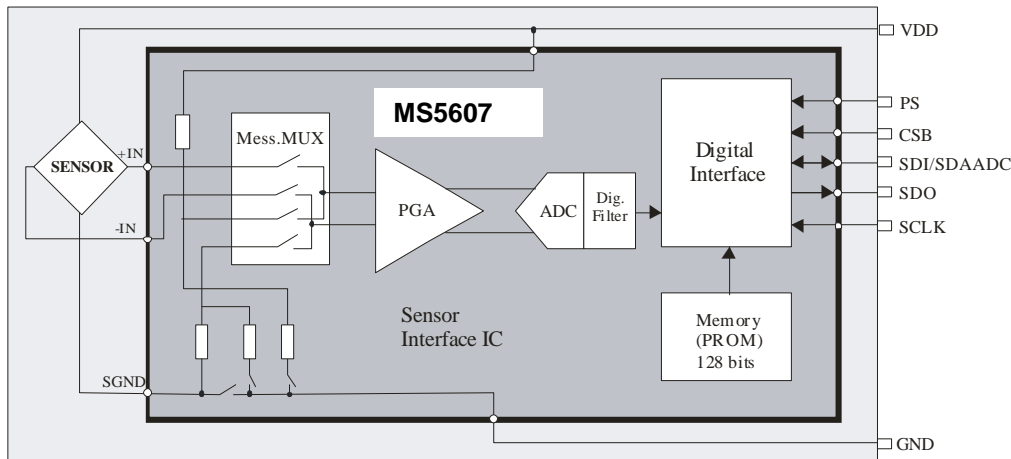 VDD
MS5607
PS
Mess.MUX
CSB
+IN
SENSOR
Digital
Interface
SDI/SDAADC
PGA
ADC
Dig.
Filter
SDO
-IN
SCLK
Sensor
Interface IC
Memory
(PROM)
128 bits
SGND
GND